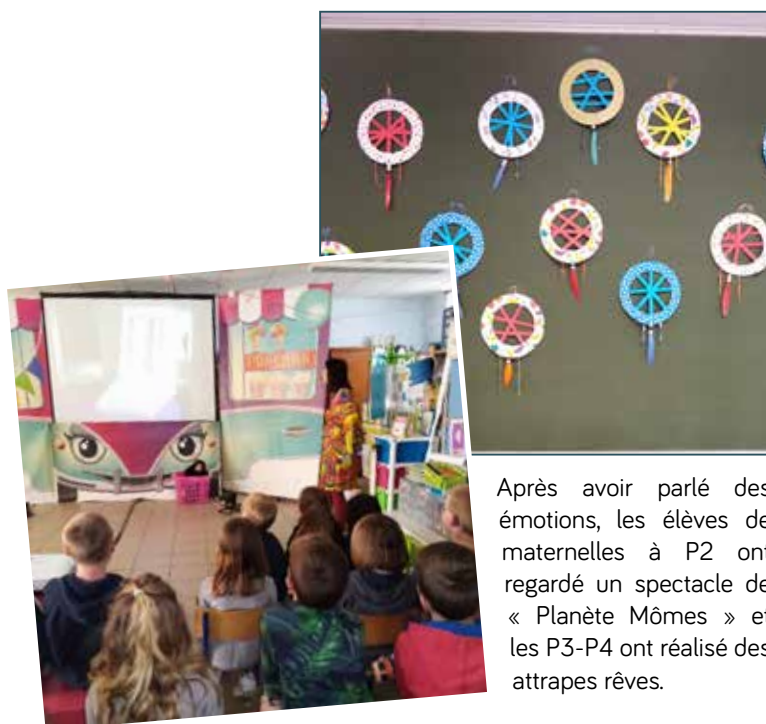 Après avoir parlé des
émotions, les élèves de
maternelles à P2 ont
regardé un spectacle de
« Planète Mômes » et
les P3-P4 ont réalisé des
attrapes rêves.